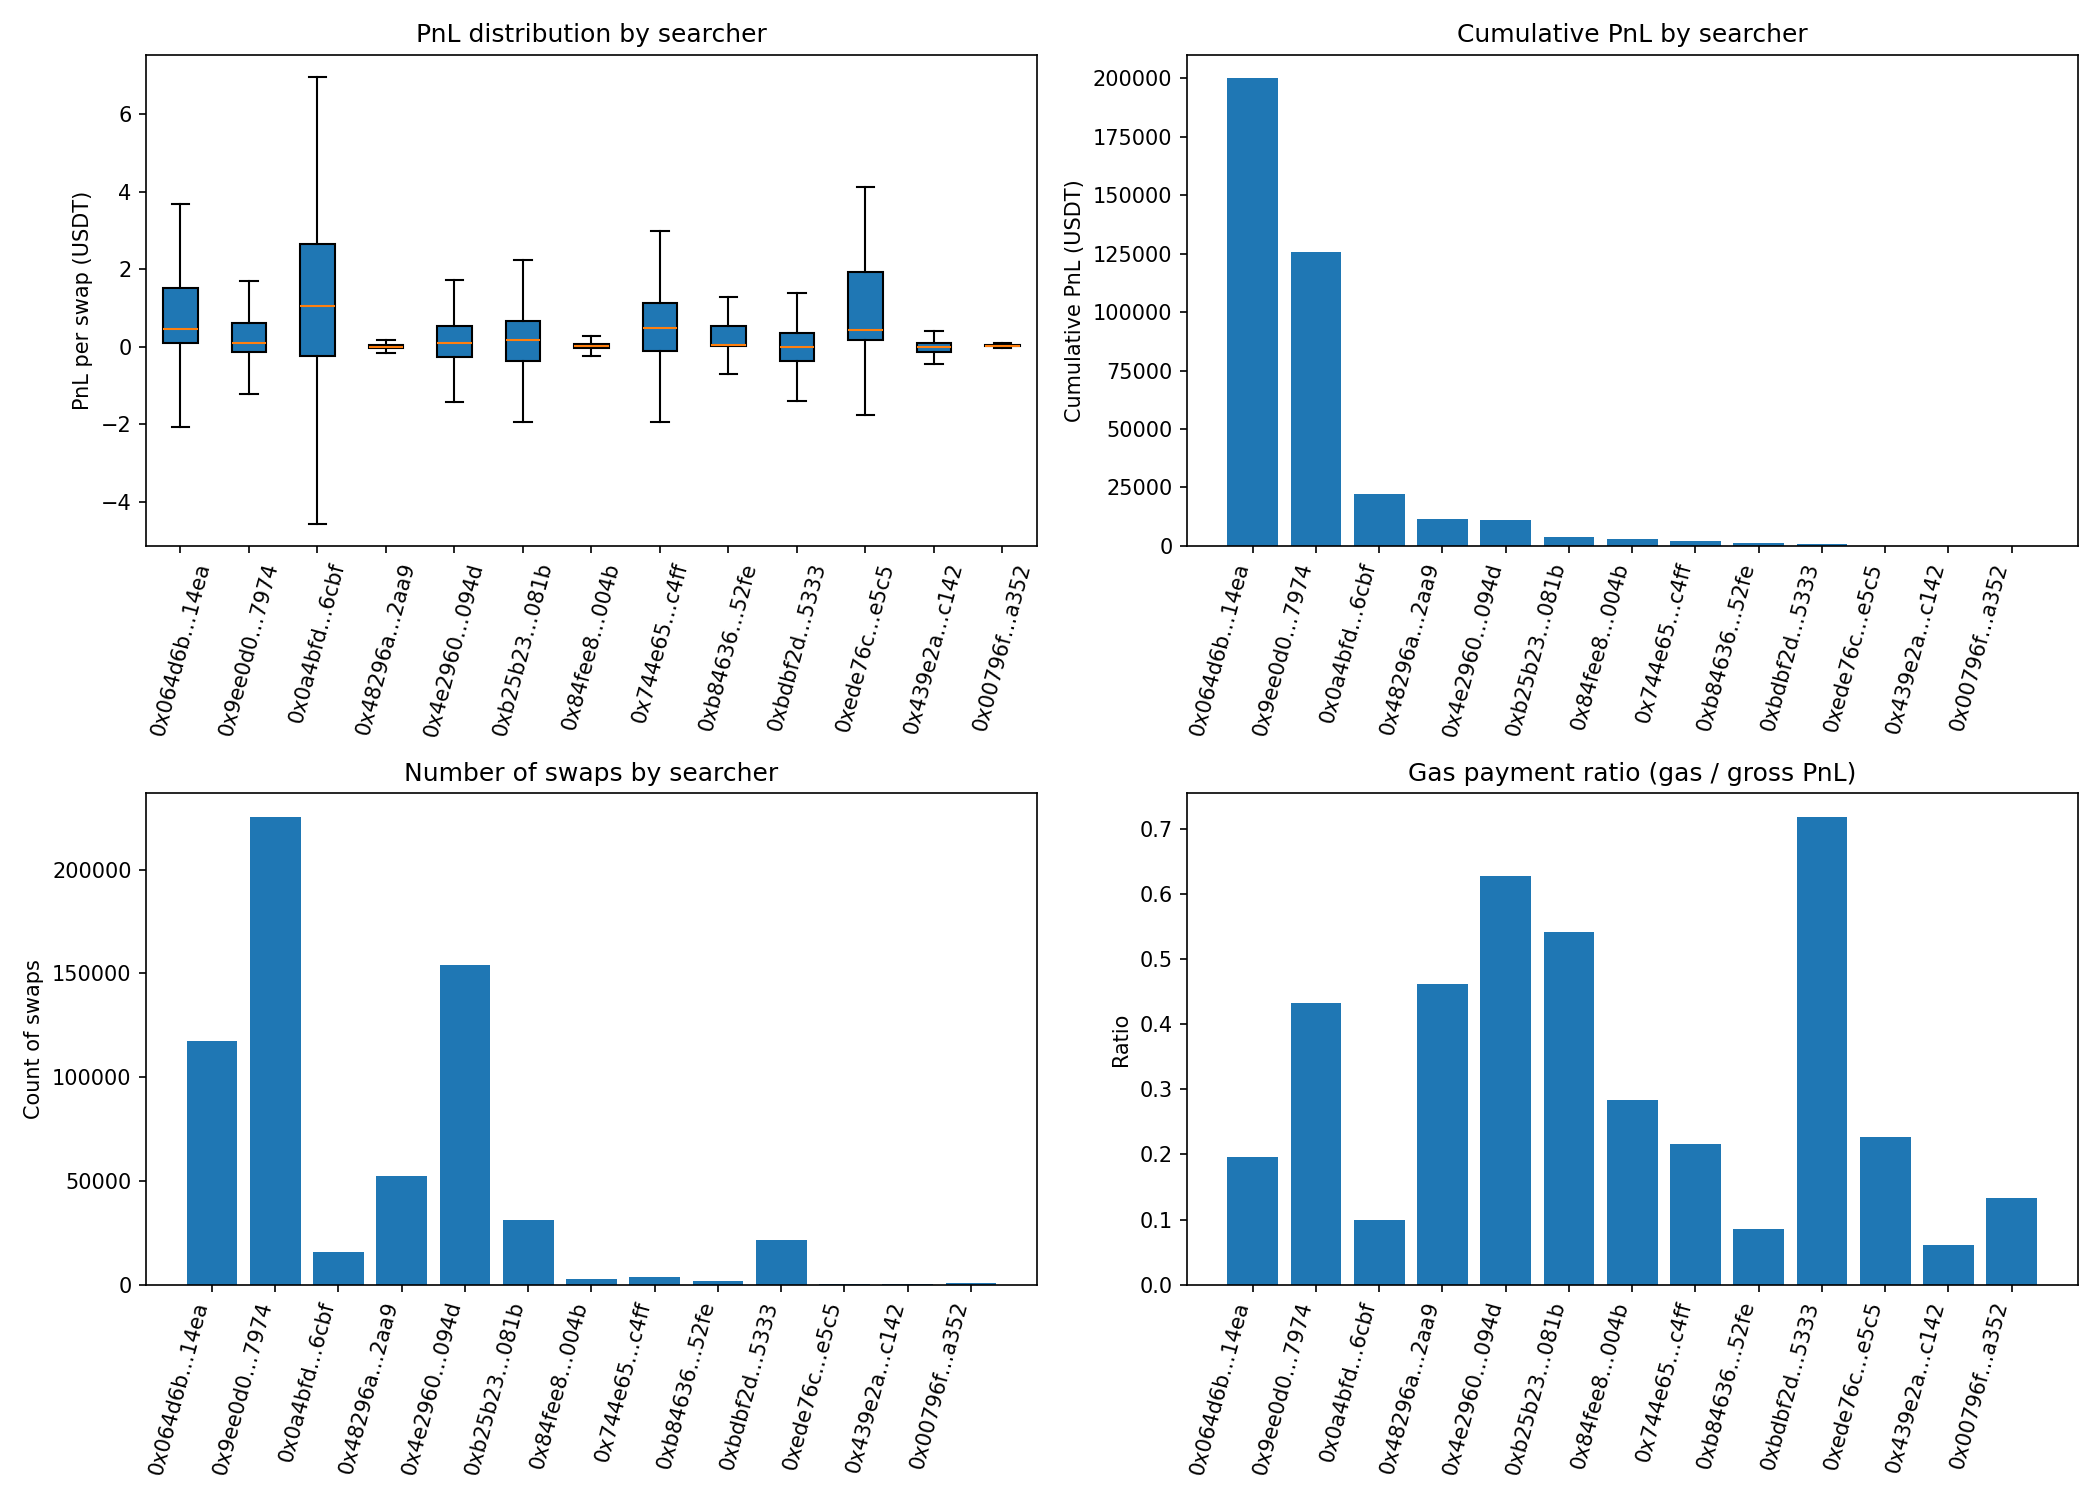 PnL distribution by searcher
PnL per swap (USDT)
6
4
2
0
−2
−4
0x064d6b...14ea
0x9ee0d0...7974
0x0a4bfd...6cbf
0x48296a...2aa9
0x4e2960...094d
0xb25b23...081b
0x84fee8...004b
0x744e65...c4ff
0xb84636...52fe
0xbdbf2d...5333
0xede76c...e5c5
0x439e2a...c142
0x00796f...a352
Cumulative PnL by searcher
Cumulative PnL (USDT)
200000
175000
150000
125000
100000
75000
50000
25000
0
0x064d6b...14ea
0x9ee0d0...7974
0x0a4bfd...6cbf
0x48296a...2aa9
0x4e2960...094d
0xb25b23...081b
0x84fee8...004b
0x744e65...c4ff
0xb84636...52fe
0xbdbf2d...5333
0xede76c...e5c5
0x439e2a...c142
0x00796f...a352
Number of swaps by searcher
Count of swaps
200000
150000
100000
50000
0
0x064d6b...14ea
0x9ee0d0...7974
0x0a4bfd...6cbf
0x48296a...2aa9
0x4e2960...094d
0xb25b23...081b
0x84fee8...004b
0x744e65...c4ff
0xb84636...52fe
0xbdbf2d...5333
0xede76c...e5c5
0x439e2a...c142
0x00796f...a352
Gas payment ratio (gas / gross PnL)
Ratio
0.7
0.6
0.5
0.4
0.3
0.2
0.1
0.0
0x064d6b...14ea
0x9ee0d0...7974
0x0a4bfd...6cbf
0x48296a...2aa9
0x4e2960...094d
0xb25b23...081b
0x84fee8...004b
0x744e65...c4ff
0xb84636...52fe
0xbdbf2d...5333
0xede76c...e5c5
0x439e2a...c142
0x00796f...a352